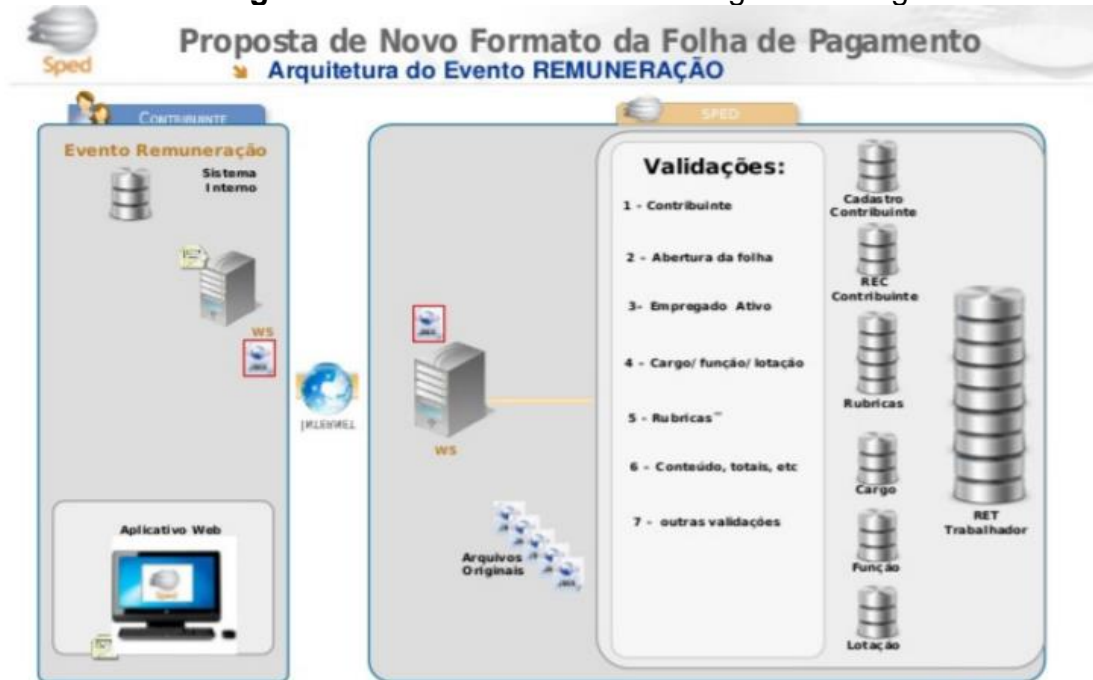 Sped
Proposta de Novo Formato da Folha de Pagamento
Arquitetura do Evento REMUNERAÇÃO
CONTRIBUINTE
Evento Remuneração
Sistema
Interno
WS
Aplicativo Web
Sped
INTERNET
SPED
WS
Arquivos
Originais
Validações:
1 - Contribuinte
2 - Abertura da folha
3- Empregado Ativo
4 - Cargo/ função/ lotação
5 - Rubricas
6 - Conteúdo, totais, etc
7 - outras validações
Cadastro
Contribuinte
REC
Contribuinte
Rubricas
Cargo
Função
Lotação
RET
Trabalhador